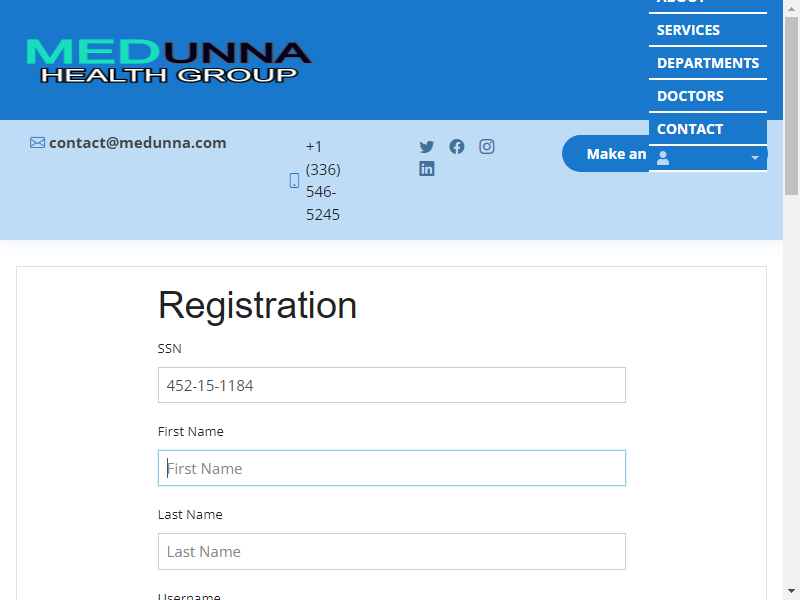 ABOUT
SERVICES
DEPARTMENTS
DOCTORS
CONTACT
MEDUNNA
HEALTH GROUP
contact@medunna.com
+1
(336)
546-
5245
Make an
Registration
SSN
452-15-1184
First Name
First Name
Last Name
Last Name
Username